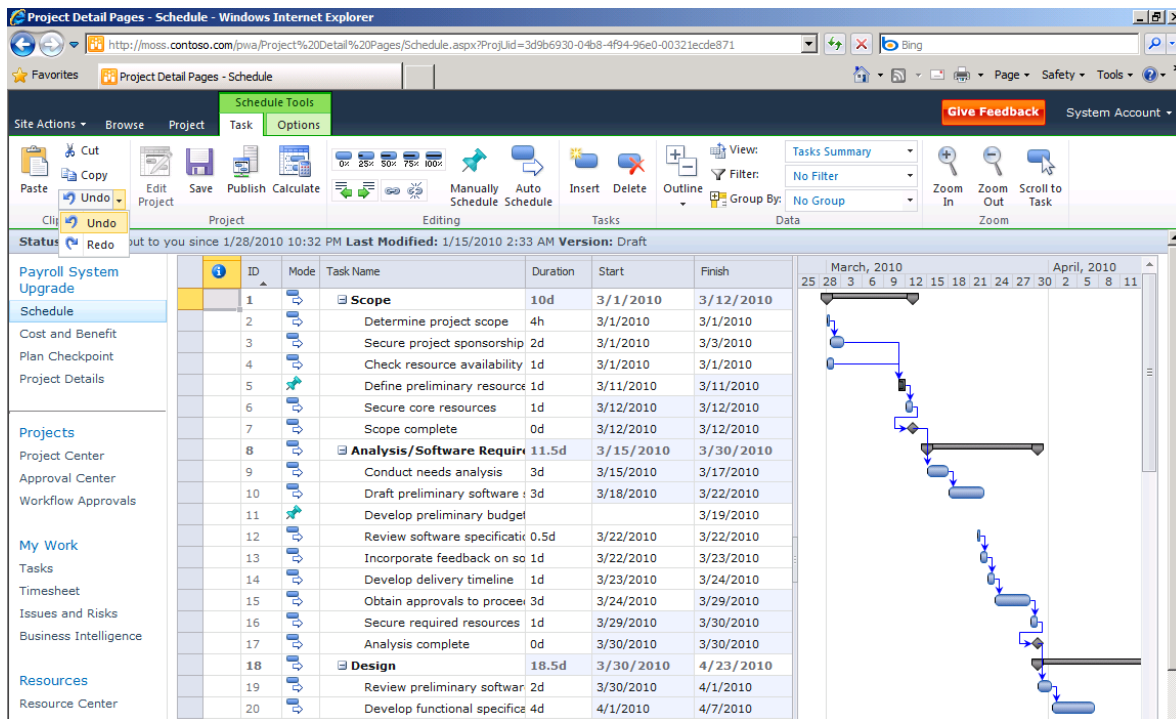 Project Detail Pages - Schedule - Windows Internet Explorer
http://moss.contoso.com/pwa/Project%20Detail%20Pages/Schedule.aspx?ProjUid=3d9b6930-04b8-4f94-96e0-00321ecde871
Bing
Favorites Project Detail Pages - Schedule Page Safety Tools
Schedule Tools
Site Actions Browse Project Task Options Give Feedback System Account
Cut
Copy
Undo
Paste
Undo
Redo
Edit Project
Save
Publish
Calculate
Project
0% 25% 50% 75% 100%
Manually Schedule
Auto Schedule
Editing
Insert
Delete
Tasks
Outline
View: Tasks Summary
Filter: No Filter
Group By: No Group
Data
Zoom In
Zoom Out
Scroll to Task
Zoom
Status out to you since 1/28/2010 10:32 PM Last Modified: 1/15/2010 2:33 AM Version: Draft
Payroll System Upgrade
Schedule
Cost and Benefit
Plan Checkpoint
Project Details
Projects
Project Center
Approval Center
Workflow Approvals
My Work
Tasks
Timesheet
Issues and Risks
Business Intelligence
Resources
Resource Center
ID Mode Task Name Duration Start Finish
1 Scope 10d 3/1/2010 3/12/2010
2 Determine project scope 4h 3/1/2010 3/1/2010
3 Secure project sponsorship 2d 3/1/2010 3/3/2010
4 Check resource availability 1d 3/1/2010 3/1/2010
5 Define preliminary resource 1d 3/11/2010 3/11/2010
6 Secure core resources 1d 3/12/2010 3/12/2010
7 Scope complete 0d 3/12/2010 3/12/2010
8 Analysis/Software Require 11.5d 3/15/2010 3/30/2010
9 Conduct needs analysis 3d 3/15/2010 3/17/2010
10 Draft preliminary software 3d 3/18/2010 3/22/2010
11 Develop preliminary budget 3/19/2010
12 Review software specificatic 0.5d 3/22/2010 3/22/2010
13 Incorporate feedback on so 1d 3/22/2010 3/23/2010
14 Develop delivery timeline 1d 3/23/2010 3/24/2010
15 Obtain approvals to procee 3d 3/24/2010 3/29/2010
16 Secure required resources 1d 3/29/2010 3/30/2010
17 Analysis complete 0d 3/30/2010 3/30/2010
18 Design 18.5d 3/30/2010 4/23/2010
19 Review preliminary softwar 2d 3/30/2010 4/1/2010
20 Develop functional specifica 4d 4/1/2010 4/7/2010
March, 2010 April, 2010
25 28 3 6 9 12 15 18 21 24 27 30 2 5 8 11